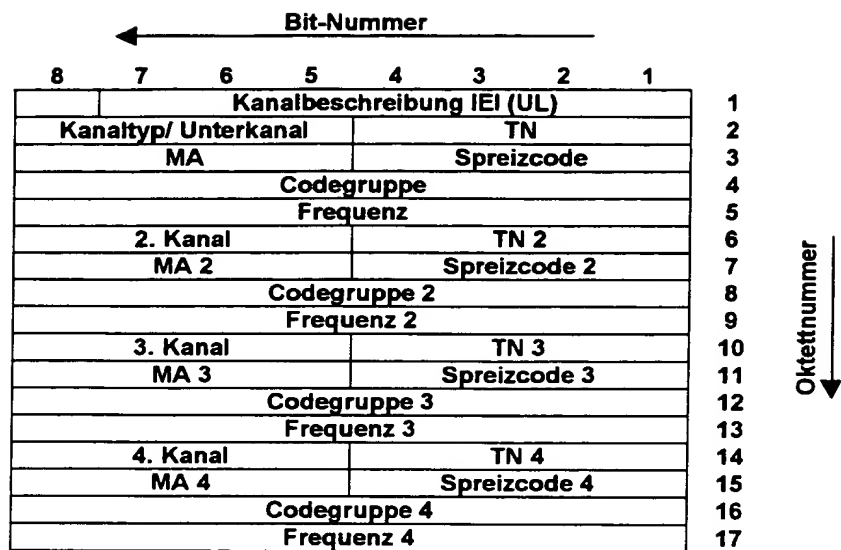 Bit-Nummer
8 7 6 5 4 3 2 1
Kanalbeschreibung IEI (UL) 1
Kanaltyp/ Unterkanal TN 2
MA Spreizcode 3
Codegruppe 4
Frequenz 5
2. Kanal TN 2 6
MA 2 Spreizcode 2 7
Codegruppe 2 8
Frequenz 2 9
3. Kanal TN 3 10
MA 3 Spreizcode 3 11
Codegruppe 3 12
Frequenz 3 13
4. Kanal TN 4 14
MA 4 Spreizcode 4 15
Codegruppe 4 16
Frequenz 4 17
Oktettnummer